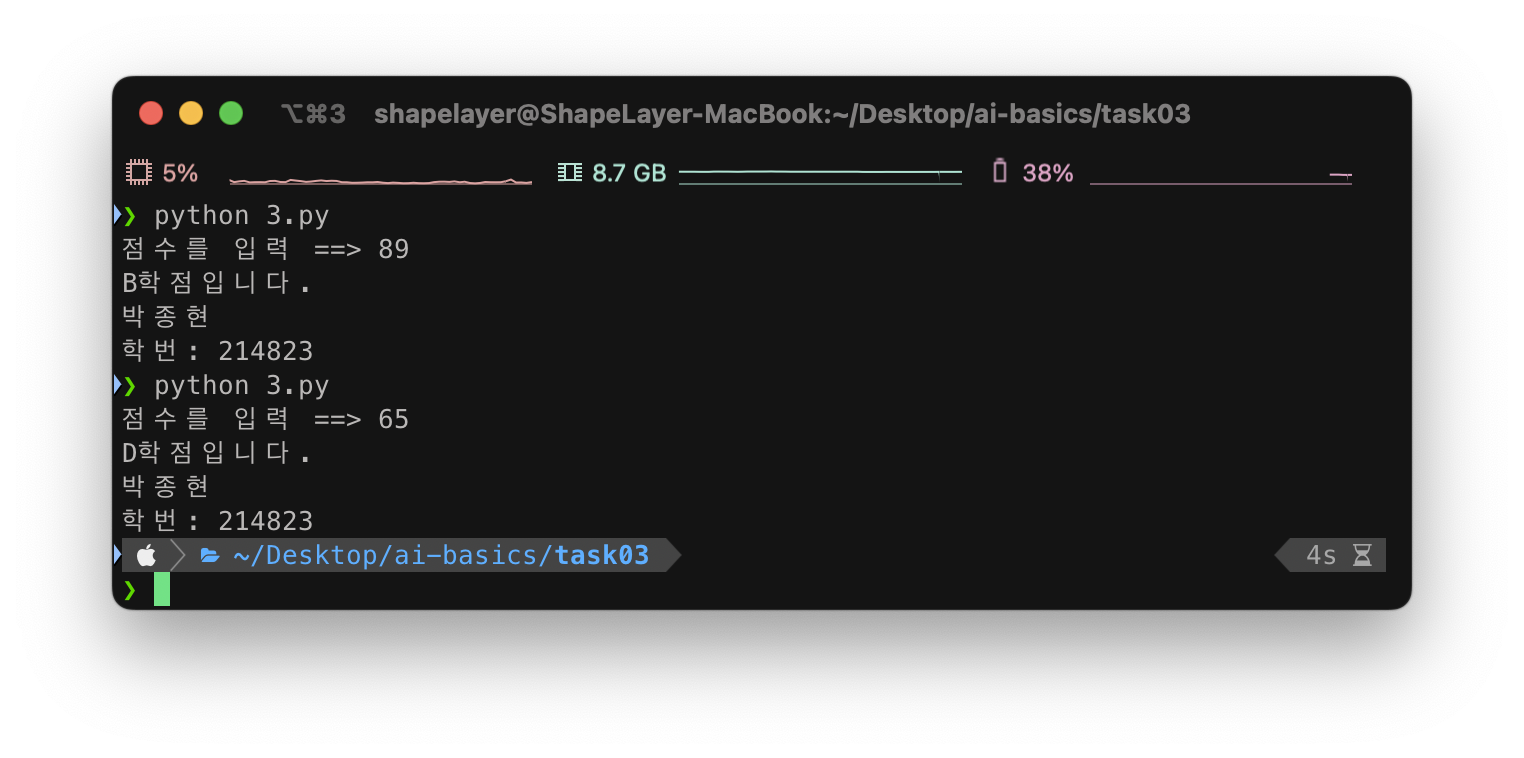 ⌥⌘3 shapelayer@ShapeLayer-MacBook:~/Desktop/ai-basics/task03
5% 8.7 GB 38%
❯ python 3.py
점수를 입력 ==> 89
B학점입니다.
박종현
학번: 214823
❯ python 3.py
점수를 입력 ==> 65
D학점입니다.
박종현
학번: 214823
~/Desktop/ai-basics/task03 4s
❯